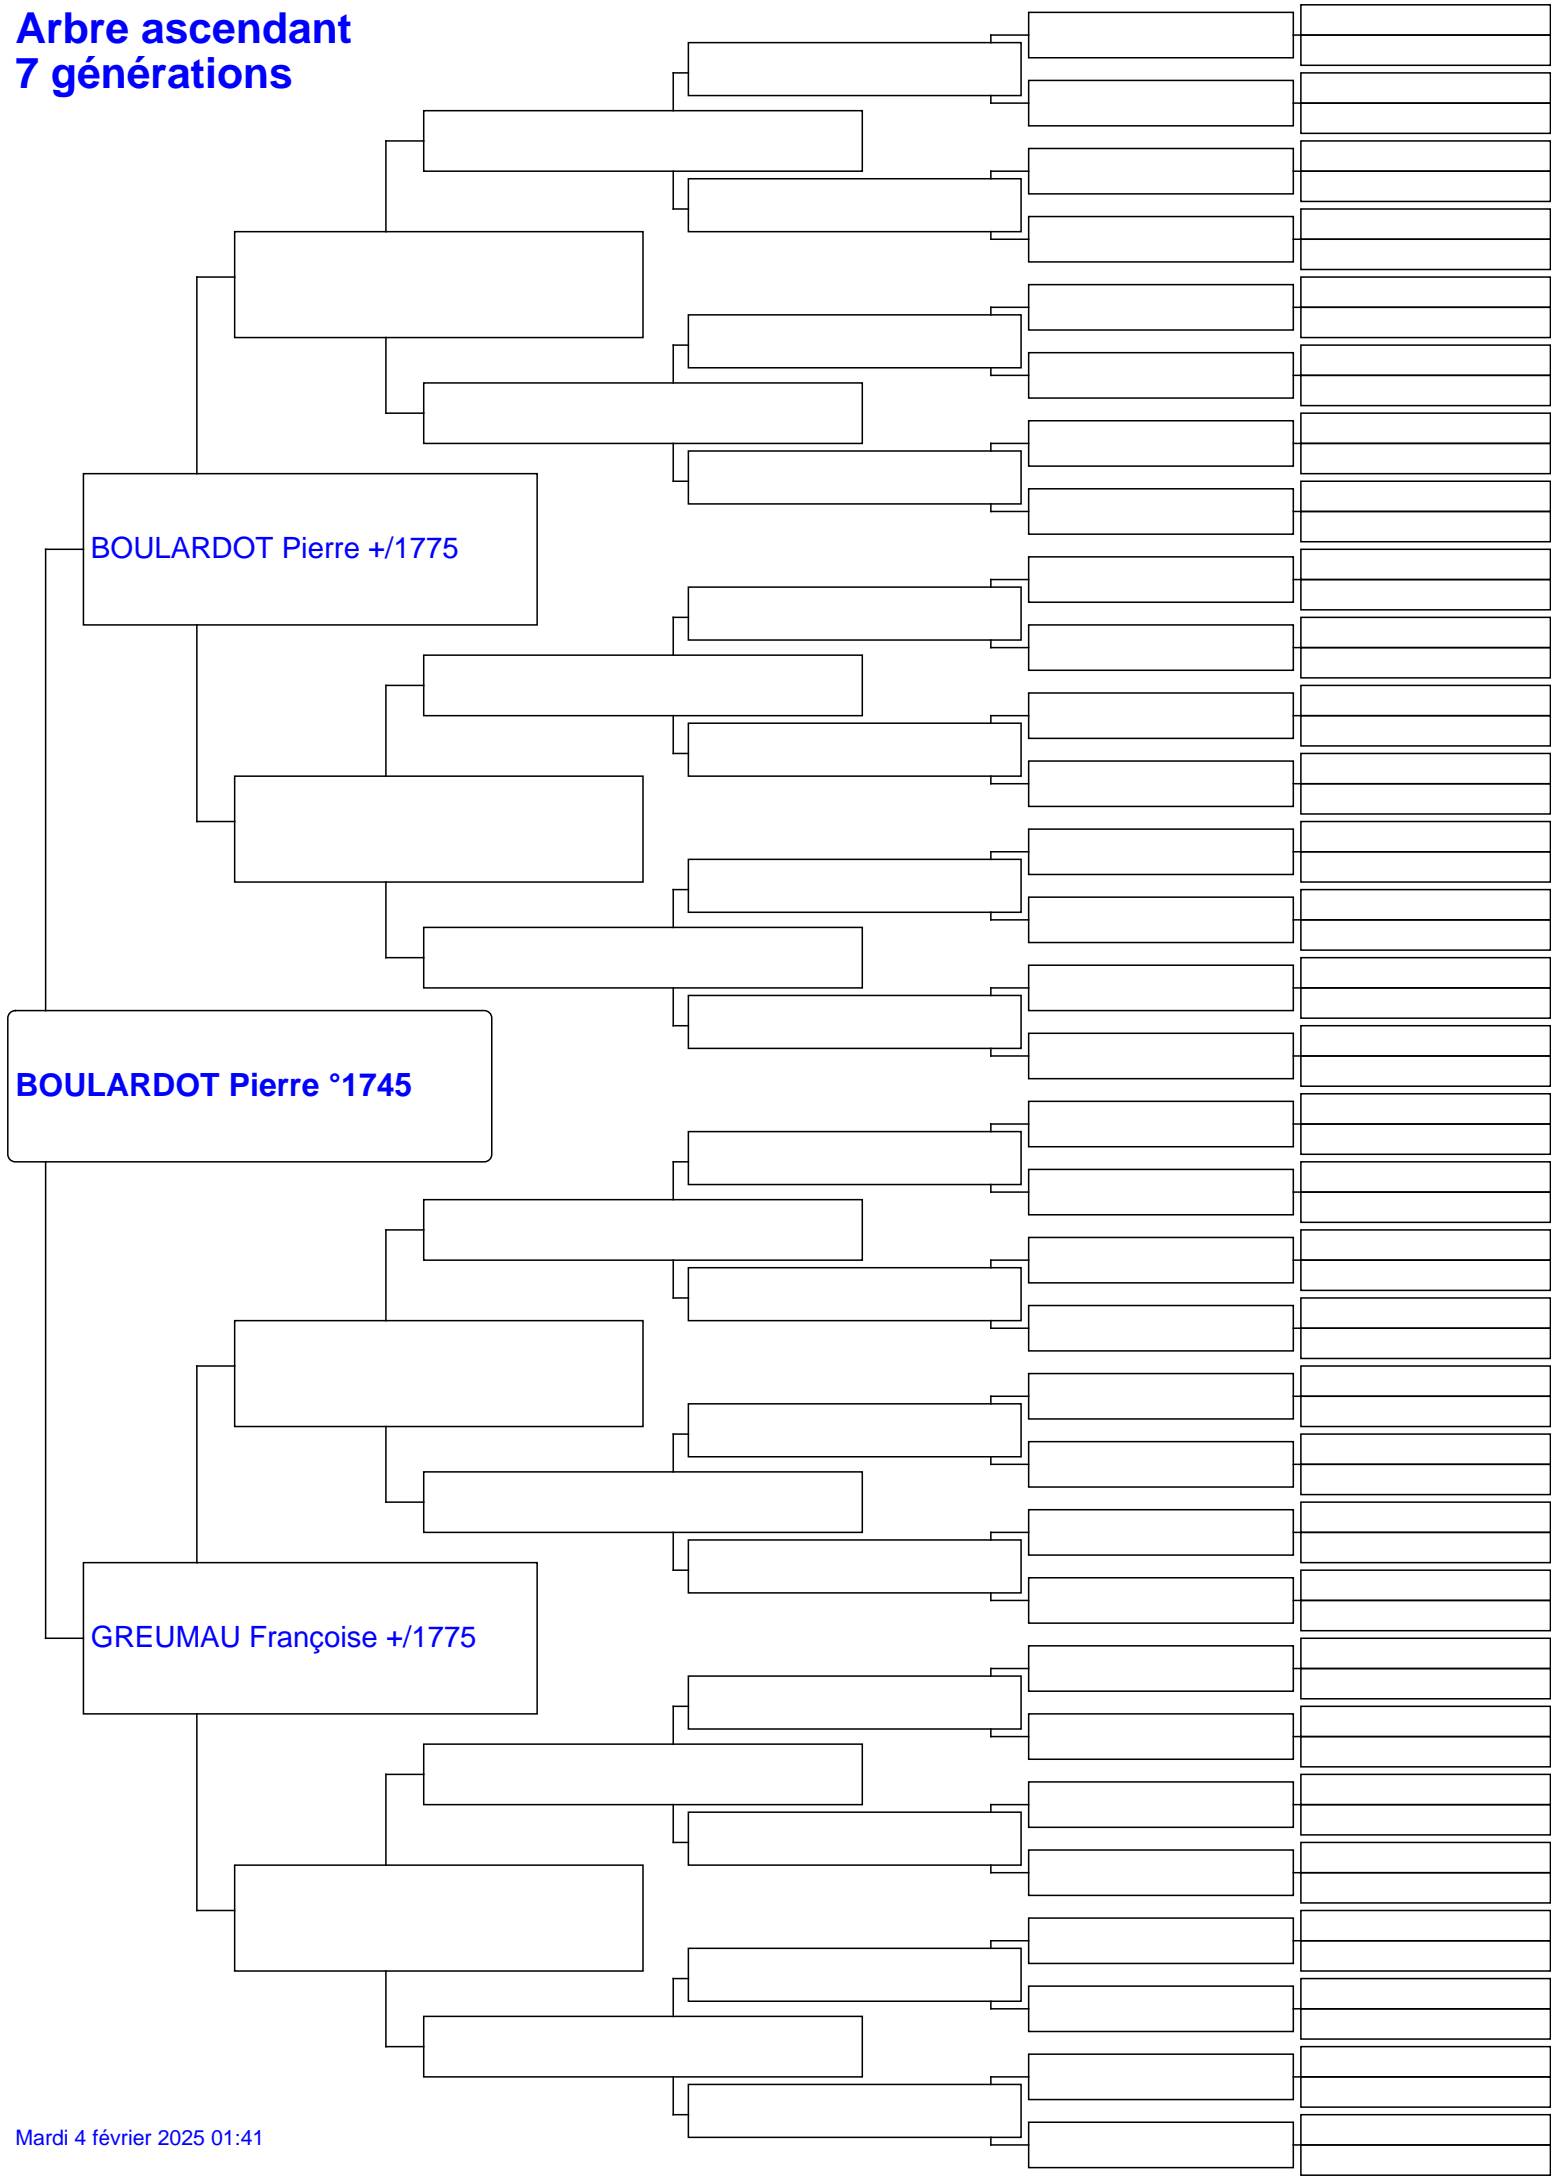 Arbre ascendant
7 générations
BOULARDOT Pierre +/1775
BOULARDOT Pierre °1745
GREUMAU Françoise +/1775
Mardi 4 février 2025 01:41